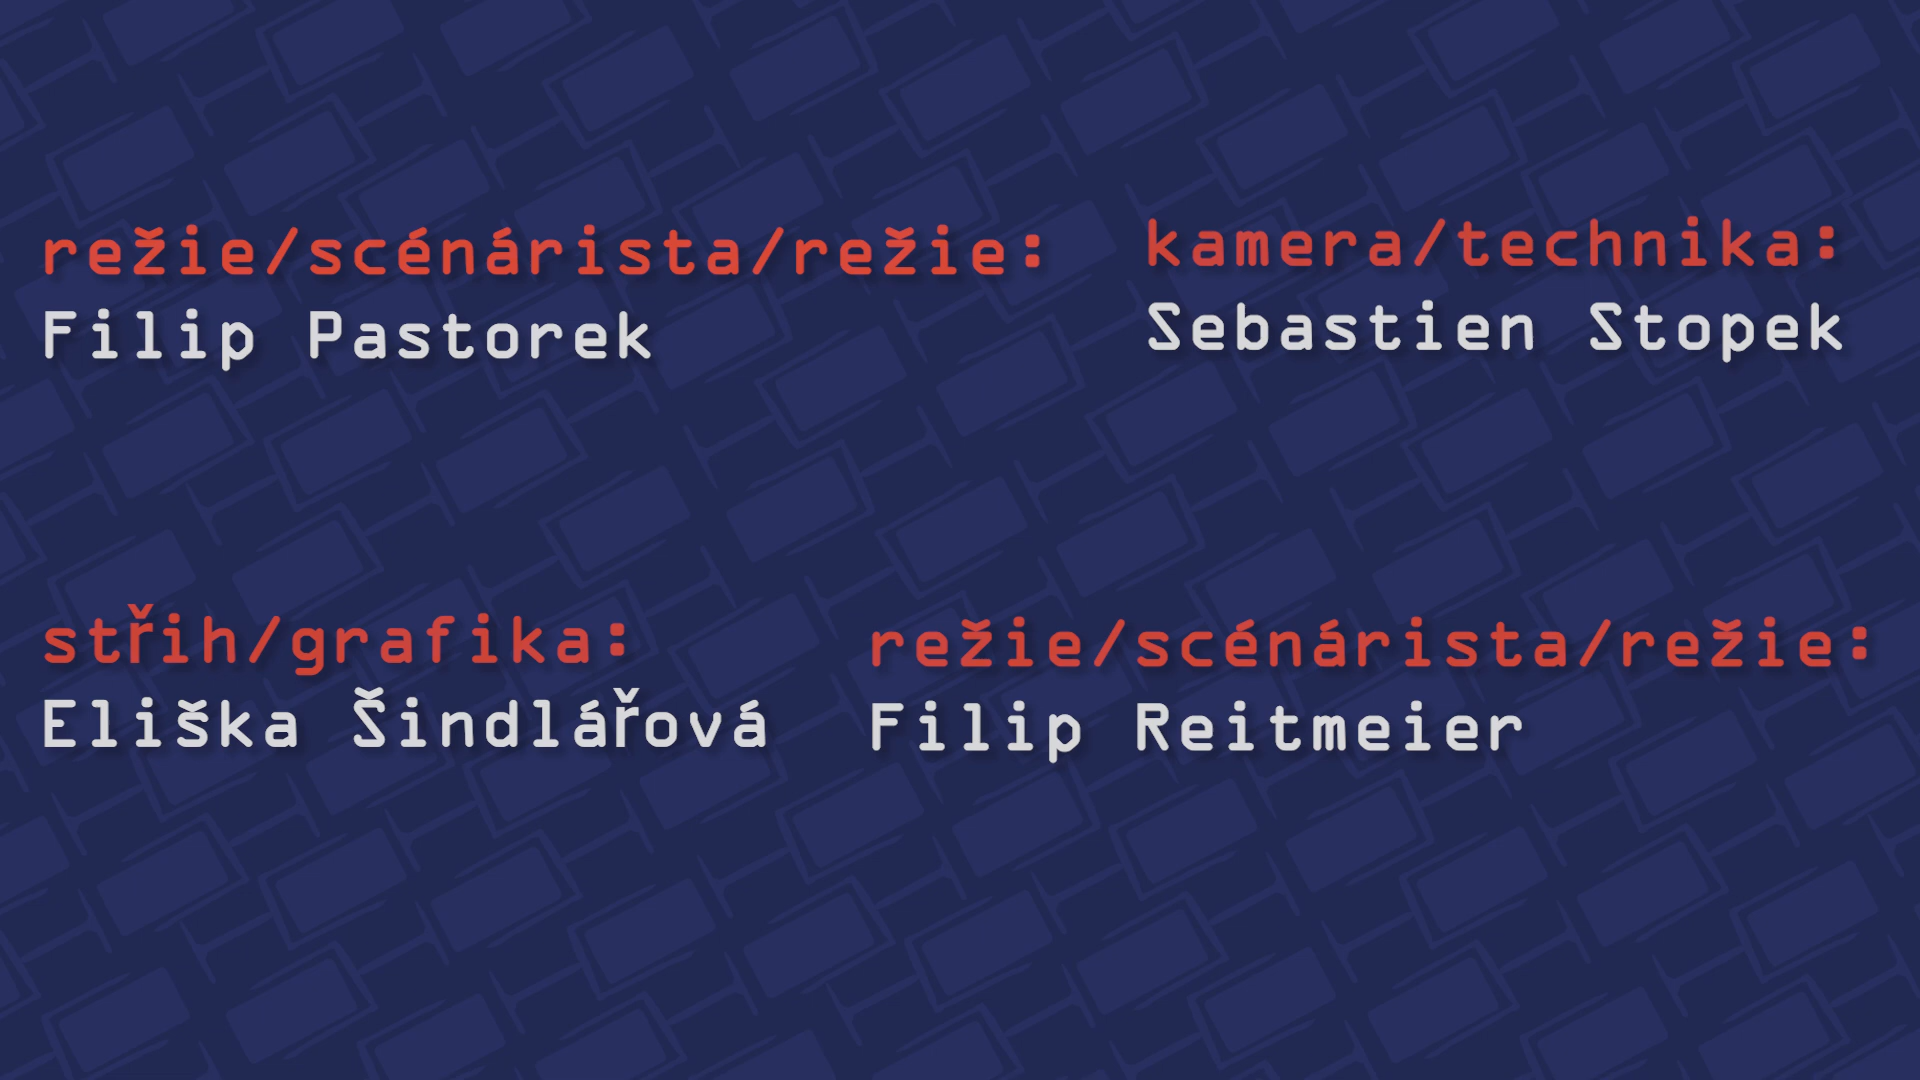 režie/scénárista/režie:
Filip Pastorek
kamera/technika:
Sebastien Stopek
střih/grafika:
Eliška Šindlářová
režie/scénárista/režie:
Filip Reitmeier